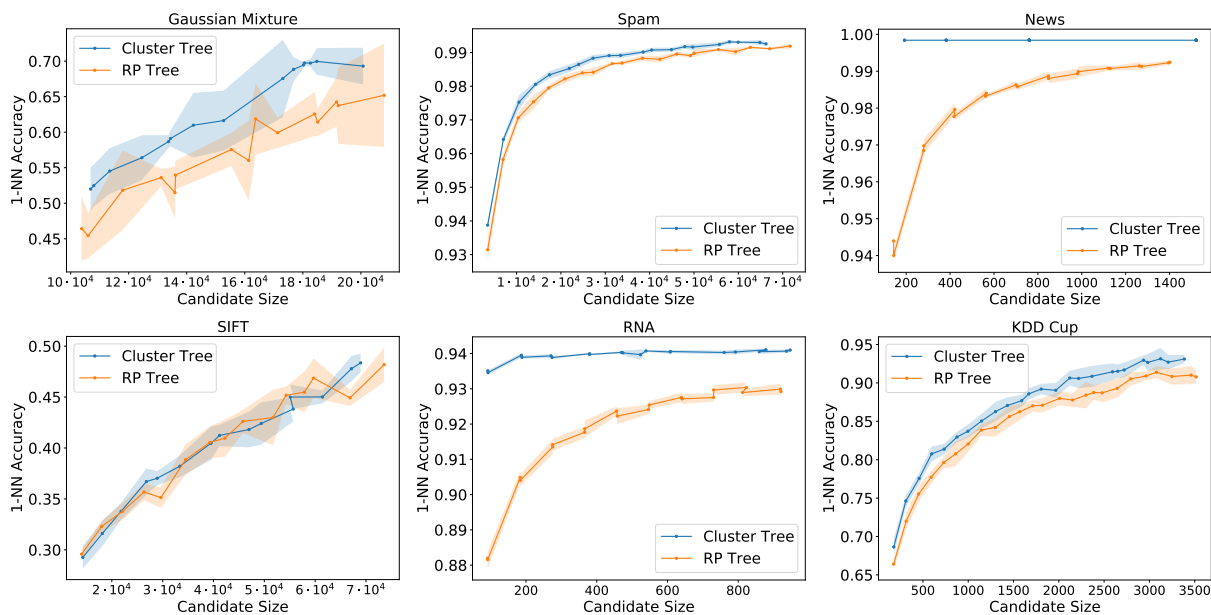 Gaussian Mixture
Cluster Tree
RP Tree
1-NN Accuracy
0.70
0.65
0.60
0.55
0.50
0.45
10·10⁴ 12·10⁴ 14·10⁴ 16·10⁴ 18·10⁴ 20·10⁴
Candidate Size
Spam
Cluster Tree
RP Tree
1-NN Accuracy
0.99
0.98
0.97
0.96
0.95
0.94
0.93
1·10⁴ 2·10⁴ 3·10⁴ 4·10⁴ 5·10⁴ 6·10⁴ 7·10⁴
Candidate Size
News
Cluster Tree
RP Tree
1-NN Accuracy
1.00
0.99
0.98
0.97
0.96
0.95
0.94
200 400 600 800 1000 1200 1400
Candidate Size
SIFT
Cluster Tree
RP Tree
1-NN Accuracy
0.50
0.45
0.40
0.35
0.30
2·10⁴ 3·10⁴ 4·10⁴ 5·10⁴ 6·10⁴ 7·10⁴
Candidate Size
RNA
Cluster Tree
RP Tree
1-NN Accuracy
0.94
0.93
0.92
0.91
0.90
0.89
0.88
200 400 600 800
Candidate Size
KDD Cup
Cluster Tree
RP Tree
1-NN Accuracy
0.95
0.90
0.85
0.80
0.75
0.70
0.65
500 1000 1500 2000 2500 3000 3500
Candidate Size